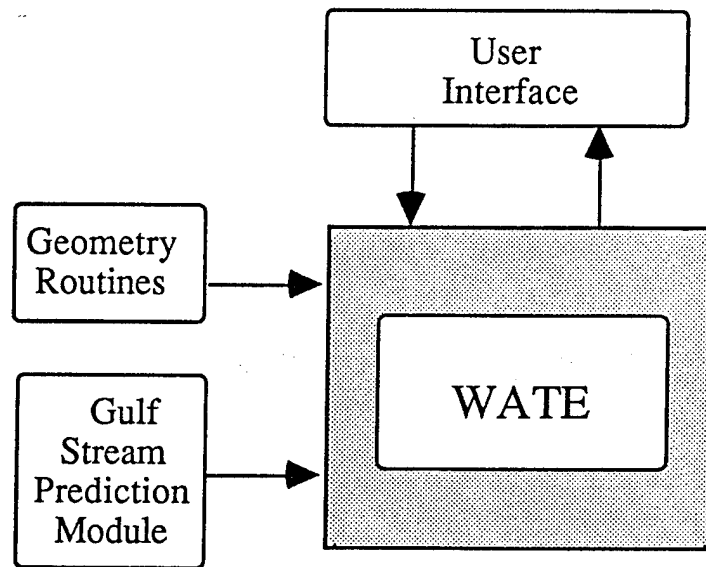 User
Interface
Geometry
Routines
Gulf
Stream
Prediction
Module
WATE